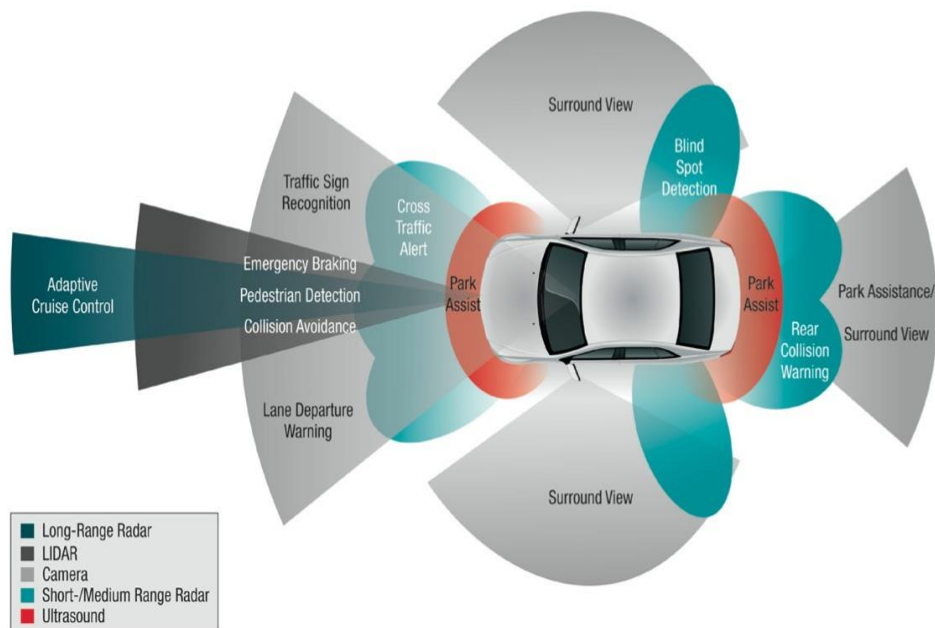 Surround View
Blind
Spot
Detection
Traffic Sign
Recognition
Cross
Traffic
Alert
Emergency Braking
Adaptive
Cruise Control
Pedestrian Detection
Park
Assist
Park
Assist
Park Assistance/
Surround View
Collision Avoidance
Rear
Collision
Warning
Lane Departure
Warning
Surround View
Long-Range Radar
LIDAR
Camera
Short-/Medium Range Radar
Ultrasound